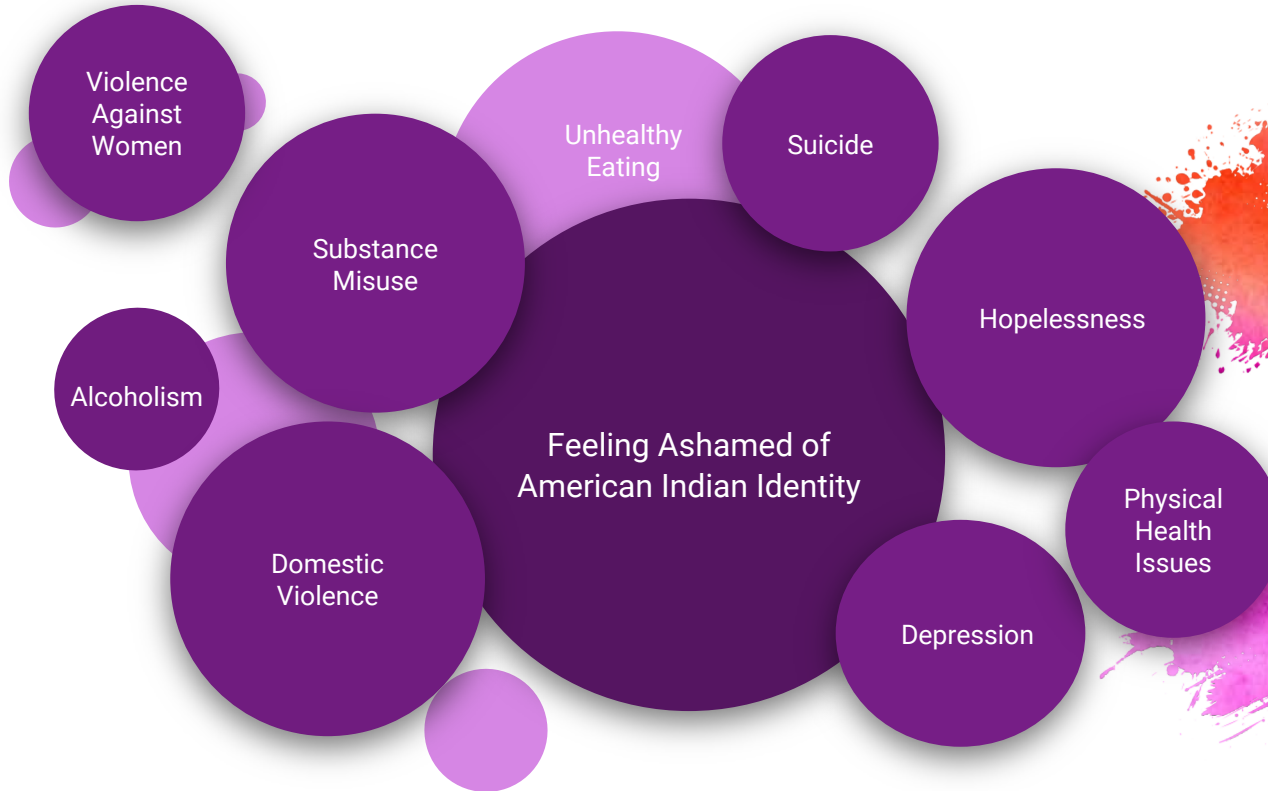 Violence
Against
Women
Unhealthy
Eating
Suicide
Substance
Misuse
Hopelessness
Alcoholism
Feeling Ashamed of
American Indian Identity
Physical
Health
Issues
Domestic
Violence
Depression